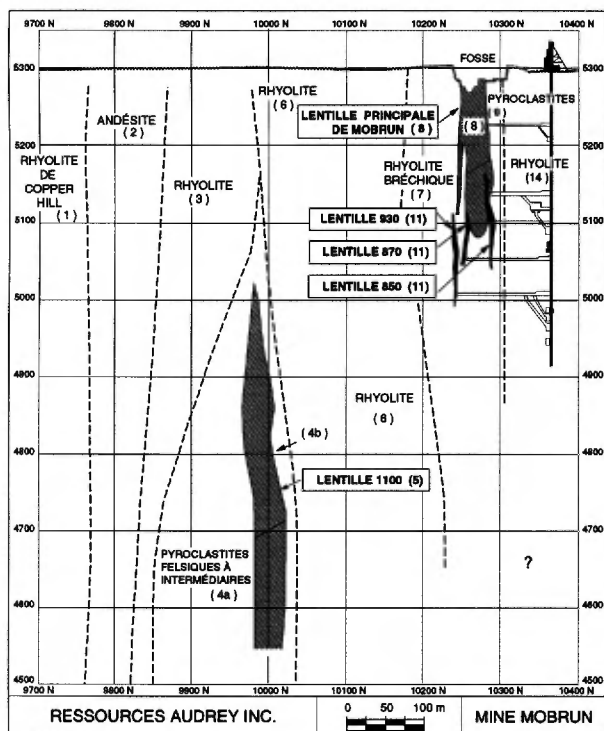 9700 N 9800 N 9900 N 10000 N 10100 N 10200 N 10300 N 10400 N
FOSSE
5300 5300
RHYOLITE
(6)
PYROCLASTITES
ANDÉSITE
(2)
LENTILLE PRINCIPALE
DE MOBRUN (8)
(8)
5200 5200
RHYOLITE
DE
COPPER
HILL
(1)
RHYOLITE
(3)
RHYOLITE
BRÉCHIQUE
(7)
RHYOLITE
(14)
LENTILLE 930 (11)
5100 5100
LENTILLE 870 (11)
LENTILLE 850 (11)
5000 5000
4900 4900
RHYOLITE
(6)
4800 4800
(4b)
LENTILLE 1100 (5)
4700 4700
PYROCLASTITES
FELSIQUES À
INTERMÉDIAIRES
(4a)
?
4600 4600
4500 4500
9700 N 9800 N 9900 N 10000 N 10100 N 10200 N 10300 N 10400 N
RESSOURCES AUDREY INC.
0 50 100 m
MINE MOBRUN